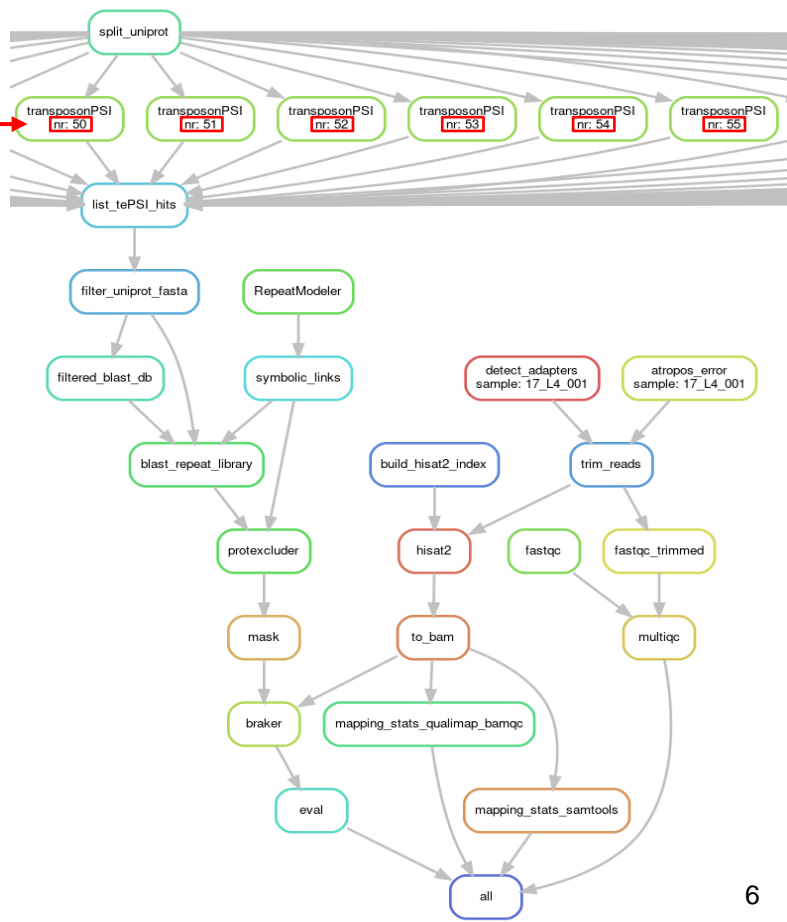 split_uniprot
transposonPSI
nr: 50
transposonPSI
nr: 51
transposonPSI
nr: 52
transposonPSI
nr: 53
transposonPSI
nr: 54
transposonPSI
nr: 55
list_tePSI_hits
filter_uniprot_fasta
RepeatModeler
filtered_blast_db
symbolic_links
detect_adapters
sample: 17_L4_001
atropos_error
sample: 17_L4_001
blast_repeat_library
build_hisat2_index
trim_reads
protexcluder
hisat2
fastqc
fastqc_trimmed
mask
to_bam
multiqc
braker
mapping_stats_qualimap_bamqc
eval
mapping_stats_samtools
all
6